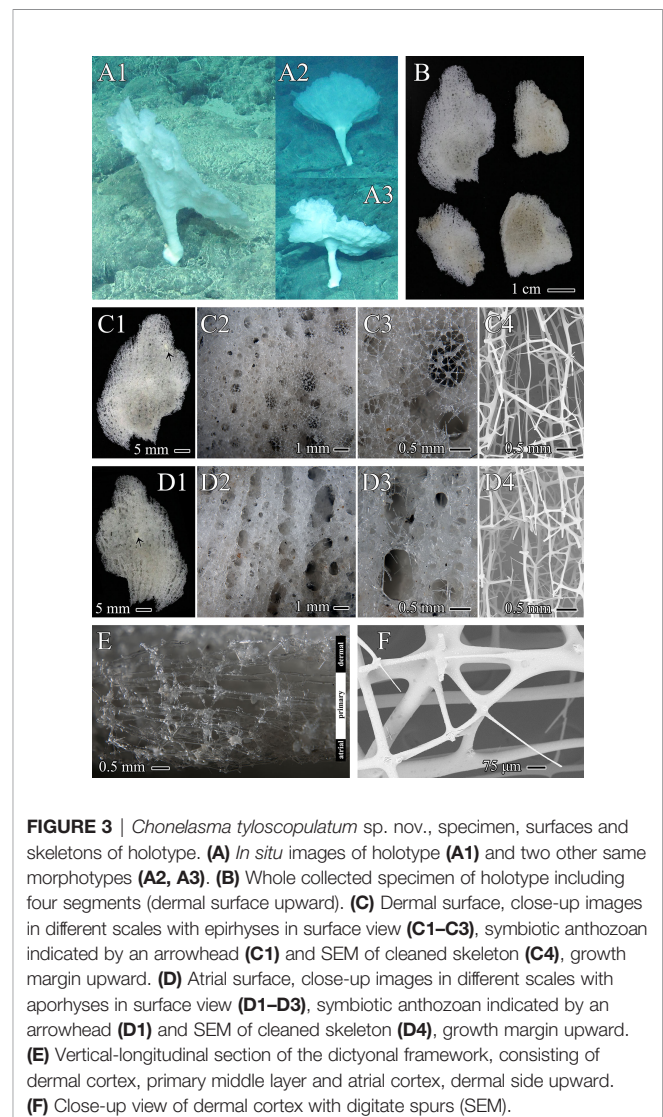 A1
A2
A3
B
1 cm
C1
C2
C3
C4
5 mm
1 mm
0.5 mm
0.5 mm
D1
D2
D3
D4
5 mm
1 mm
0.5 mm
0.5 mm
E
dermal
primary
atrial
0.5 mm
F
75 µm
FIGURE 3 | Chonelasma tyloscopulatum sp. nov., specimen, surfaces and
skeletons of holotype. (A) In situ images of holotype (A1) and two other same
morphotypes (A2, A3). (B) Whole collected specimen of holotype including
four segments (dermal surface upward). (C) Dermal surface, close-up images
in different scales with epirhyses in surface view (C1–C3), symbiotic anthozoan
indicated by an arrowhead (C1) and SEM of cleaned skeleton (C4), growth
margin upward. (D) Atrial surface, close-up images in different scales with
aporhyses in surface view (D1–D3), symbiotic anthozoan indicated by an
arrowhead (D1) and SEM of cleaned skeleton (D4), growth margin upward.
(E) Vertical-longitudinal section of the dictyonal framework, consisting of
dermal cortex, primary middle layer and atrial cortex, dermal side upward.
(F) Close-up view of dermal cortex with digitate spurs (SEM).